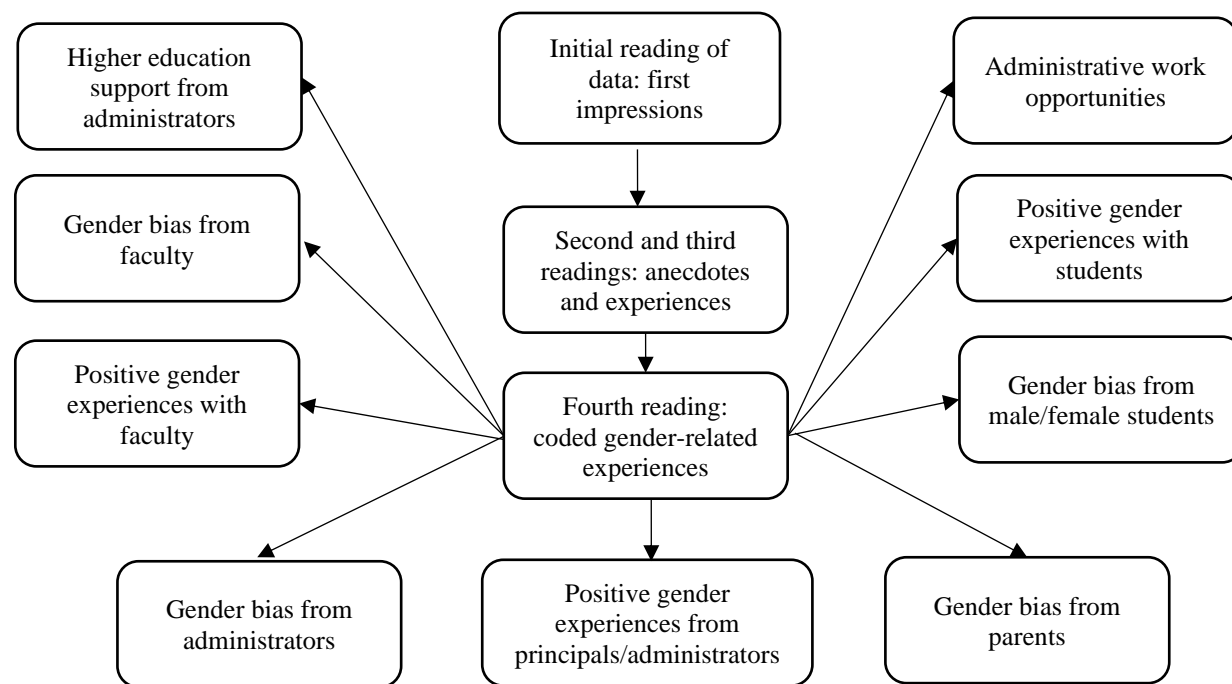 Higher education
support from
administrators
Initial reading of
data: first
impressions
Administrative work
opportunities
Gender bias from
faculty
Second and third
readings: anecdotes
and experiences
Positive gender
experiences with
students
Positive gender
experiences with
faculty
Fourth reading:
coded gender-related
experiences
Gender bias from
male/female students
Gender bias from
administrators
Positive gender
experiences from
principals/administrators
Gender bias from
parents